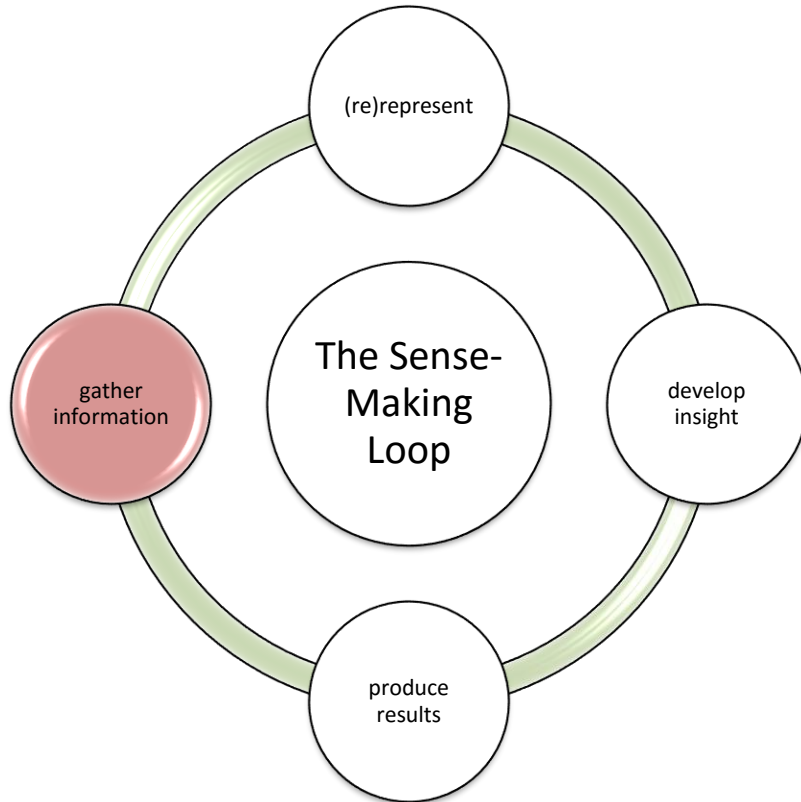 (re)represent
The Sense-
Making
Loop
gather
information
develop
insight
produce
results